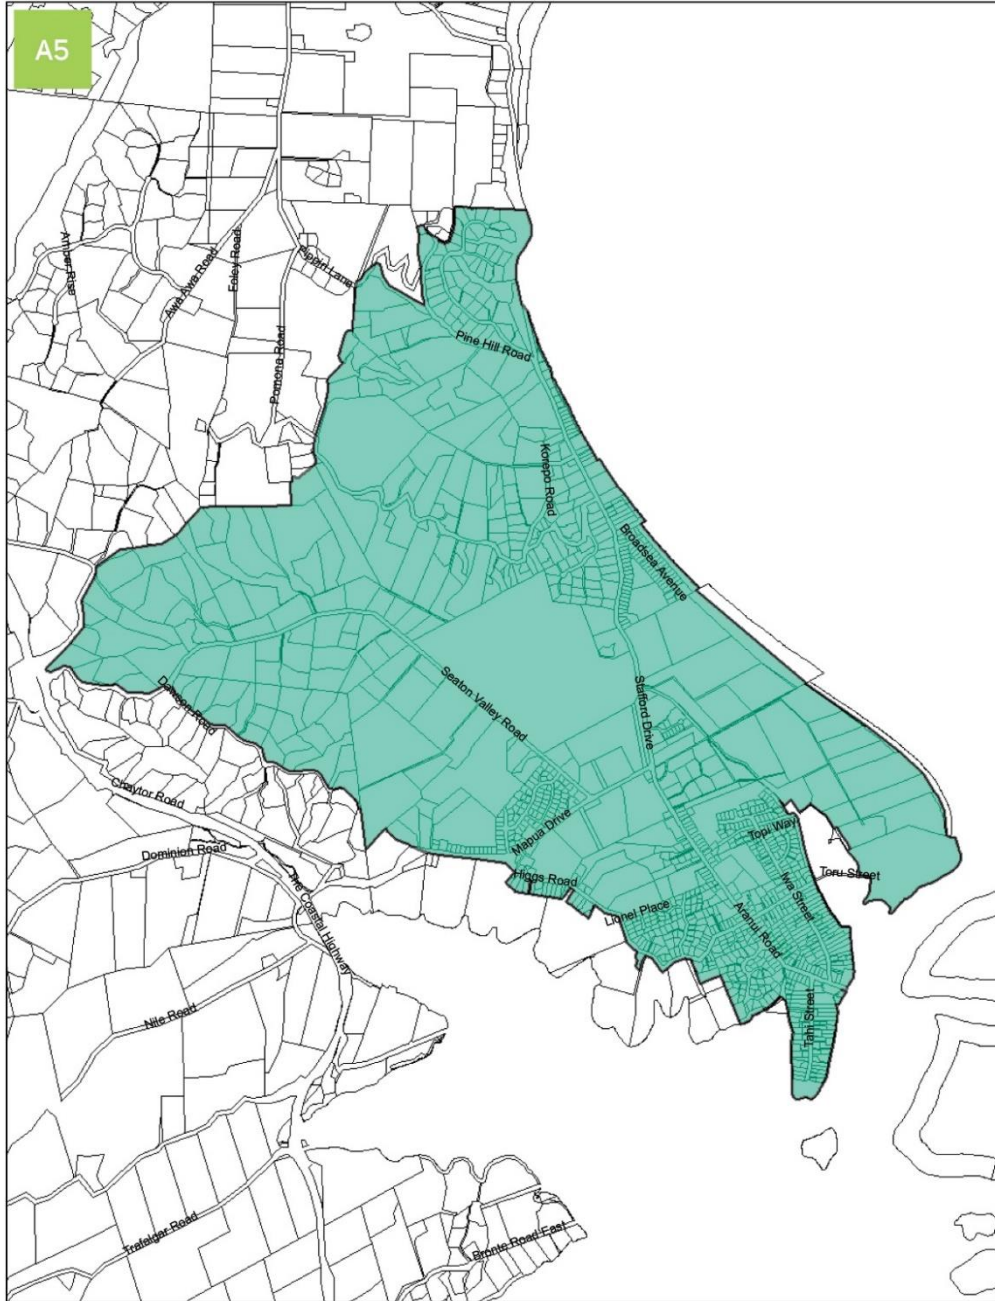 A5
Amber Rise
Awa Awa Road
Foley Road
Pippin Lane
Pomona Road
Pine Hill Road
Korepo Road
Broadsea Avenue
Seaton Valley Road
Stafford Drive
Dawson Road
Chaytor Road
Mapua Drive
Topi Way
Dominion Road
Toru Street
Higgs Road
Iwa Street
The Coastal Highway
Lionel Place
Aranui Road
Nile Road
Tahi Street
Trafalgar Road
Bronte Road East